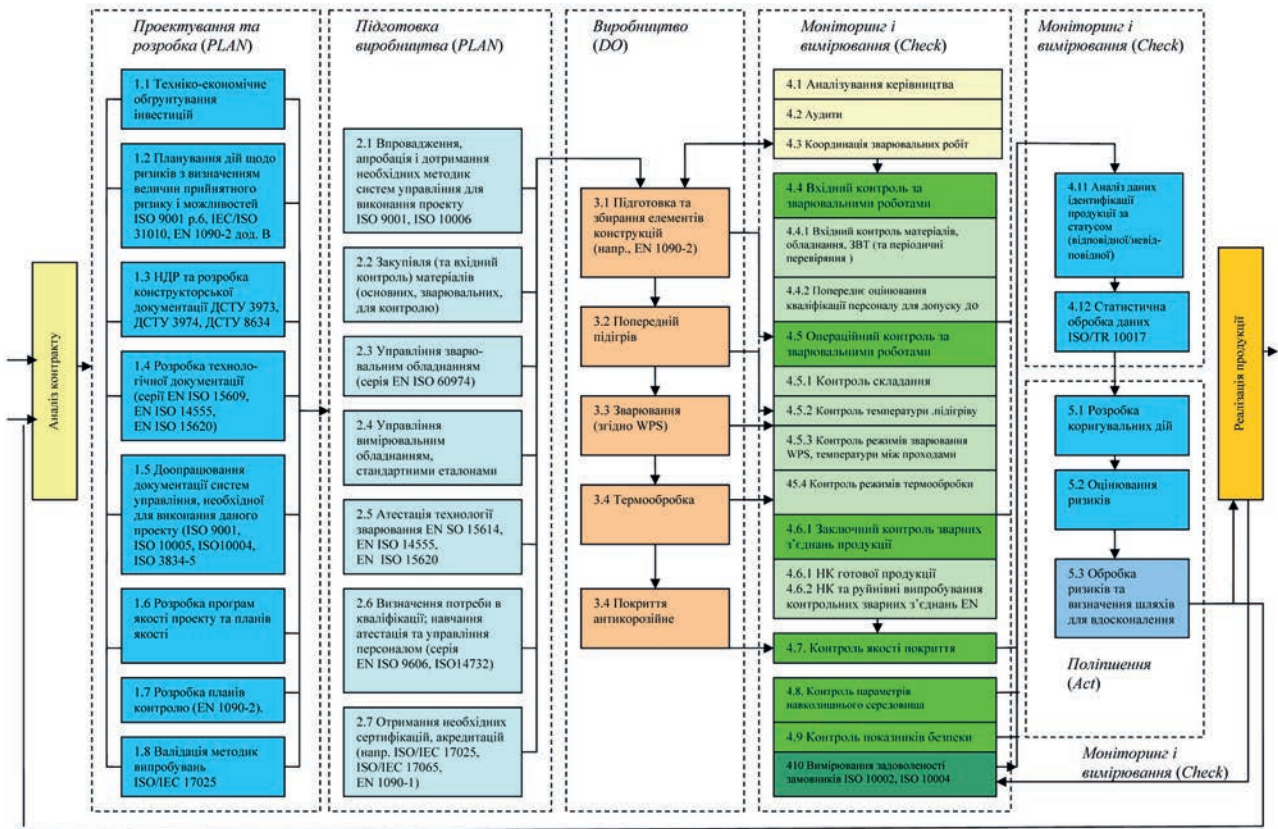 Аналіз контракту
Проектування та
розробка (PLAN)
1.1 Техніко-економічне
обгрунтування
інвестицій
1.2 Планування дій щодо
ризиків з визначенням
величин прийнятного
ризику і можливостей
ISO 9001 р.6, IEC/ISO
31010, EN 1090-2 дод. В
1.3 НДР та розробка
конструкторської
документації ДСТУ 3973,
ДСТУ 3974, ДСТУ 8634
1.4 Розробка техноло-
гічної документації
(серії EN ISO 15609,
EN ISO 14555,
EN ISO 15620)
1.5 Доопрацювання
документації систем
управління, необхідної
для виконання даного
проекту (ISO 9001,
ISO 10005, ISO10004,
ISO 3834-5
1.6 Розробка програм
якості проекту та планів
якості
1.7 Розробка планів
контролю (EN 1090-2).
1.8 Валідація методик
випробувань
ISO/IEC 17025
Підготовка
виробництва (PLAN)
2.1 Впровадження,
апробація і дотримання
необхідних методик
систем управління для
виконання проекту
ISO 9001, ISO 10006
2.2 Закупівля (та вхідний
контроль) матеріалів
(основних, зварювальних,
для контролю)
2.3 Управління зварю-
вальним обладнанням
(серія EN ISO 60974)
2.4 Управління
вимірювальним
обладнанням,
стандартними еталонами
2.5 Атестація технології
зварювання EN SO 15614,
EN ISO 14555,
EN ISO 15620
2.6 Визначення потреби в
кваліфікації; навчання
атестація та управління
персоналом (серія
EN ISO 9606, ISO14732)
2.7 Отримання необхідних
сертифікацій, акредитацій
(напр. ISO/IEC 17025,
ISO/IEC 17065,
EN 1090-1)
Виробництво
(DO)
3.1 Підготовка та
збирання елементів
конструкцій
(напр., EN 1090-2)
3.2 Попередній
підігрів
3.3 Зварювання
(згідно WPS)
3.4 Термообробка
3.4 Покриття
антикорозійне
Моніторинг і
вимірювання (Check)
4.1 Аналізування керівництва
4.2 Аудити
4.3 Координація зварювальних робіт
4.4 Вхідний контроль за
зварювальними роботами
4.4.1 Вхідний контроль матеріалів,
обладнання, ЗВТ (та періодичні
перевіряння )
4.4.2 Попереднє оцінювання
кваліфікації персоналу для допуску до
4.5 Операційний контроль за
зварювальними роботами
4.5.1 Контроль складання
4.5.2 Контроль температури .підігріву
4.5.3 Контроль режимів зварювання
WPS, температури між проходами
45.4 Контроль режимів термообробки
4.6.1 Заключний контроль зварних
з’єднань продукції
4.6.1 НК готової продукції
4.6.2 НК та руйнівні випробування
контрольних зварних з’єднань EN
4.7. Контроль якості покриття
4.8. Контроль параметрів
навколишнього середовища
4.9 Контроль показників безпеки
410 Вимірювання задоволеності
замовників ISO 10002, ISO 10004
Моніторинг і
вимірювання (Check)
4.11 Аналіз даних
ідентифікації
продукції за
статусом
(відповідної/невід-
повідної)
4.12 Статистична
обробка даних
ISO/TR 10017
5.1 Розробка
коригувальних дій
5.2 Оцінювання
ризиків
5.3 Обробка
ризиків та
визначення шляхів
для вдосконалення
Поліпшення
(Act)
Моніторинг і
вимірювання (Check)
Реалізація продукції